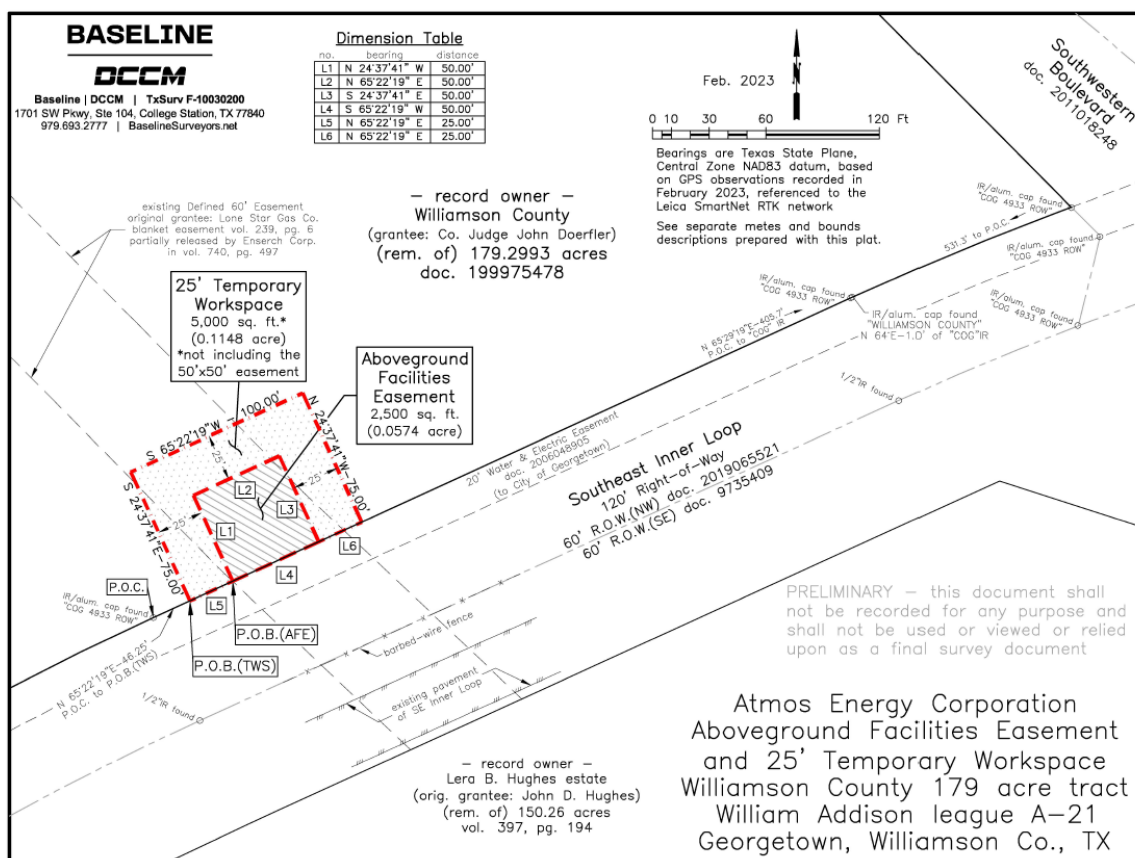 BASELINE
DCCM
Baseline | DCCM | TxSurv F-10030200
1701 SW Pkwy, Ste 104, College Station, TX 77840
979.693.2777 | BaselineSurveyors.net
Dimension Table
no. bearing distance
L1 N 24°37'41" W 50.00'
L2 N 65°22'19" E 50.00'
L3 S 24°37'41" E 50.00'
L4 S 65°22'19" W 50.00'
L5 N 65°22'19" E 25.00'
L6 N 65°22'19" E 25.00'
Feb. 2023
N
0 10 30 60 120 Ft
Bearings are Texas State Plane,
Central Zone NAD83 datum, based
on GPS observations recorded in
February 2023, referenced to the
Leica SmartNet RTK network
See separate metes and bounds
descriptions prepared with this plat.
Southwestern
Boulevard
doc. 2011018248
existing Defined 60' Easement
original grantee: Lone Star Gas Co.
blanket easement vol. 239, pg. 6
partially released by Enserch Corp.
in vol. 740, pg. 497
– record owner –
Williamson County
(grantee: Co. Judge John Doerfler)
(rem. of) 179.2993 acres
doc. 199975478
IR/alum. cap found
"COG 4933 ROW"
531.3' to P.O.C.
IR/alum. cap found
"COG 4933 ROW"
IR/alum. cap found
"COG 4933 ROW"
IR/alum. cap found
"COG 4933 ROW"
IR/alum. cap found
"WILLIAMSON COUNTY"
N 64°E-1.0' of "COG"IR
N 65°29'19"E-405.7'
P.O.C. to "COG" IR
1/2"IR found
25' Temporary
Workspace
5,000 sq. ft.*
(0.1148 acre)
*not including the
50'x50' easement
Aboveground
Facilities
Easement
2,500 sq. ft.
(0.0574 acre)
S 65°22'19"W – 100.00'
N 24°37'41"W-75.00'
S 24°37'41"E-75.00'
25'
25'
25'
L1
L2
L3
L4
L5
L6
20' Water & Electric Easement
doc. 2006048905
(to City of Georgetown)
Southeast Inner Loop
120' Right-of-Way
60' R.O.W.(NW) doc. 2019065521
60' R.O.W.(SE) doc. 9735409
P.O.C.
IR/alum. cap found
"COG 4933 ROW"
P.O.B.(AFE)
P.O.B.(TWS)
N 65°22'19"E-46.25'
P.O.C. to P.O.B.(TWS)
1/2"IR found
barbed-wire fence
existing pavement
of SE Inner Loop
PRELIMINARY – this document shall
not be recorded for any purpose and
shall not be used or viewed or relied
upon as a final survey document
– record owner –
Lera B. Hughes estate
(orig. grantee: John D. Hughes)
(rem. of) 150.26 acres
vol. 397, pg. 194
Atmos Energy Corporation
Aboveground Facilities Easement
and 25' Temporary Workspace
Williamson County 179 acre tract
William Addison league A–21
Georgetown, Williamson Co., TX